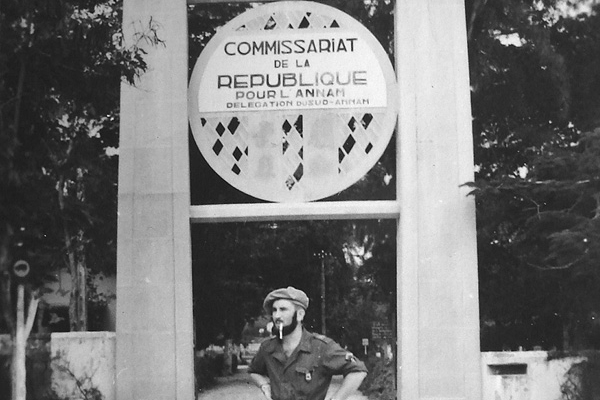 COMMISSARIAT
DE LA
REPUBLIQUE
POUR L'ANNAM
DELEGATION DU SUD-ANNAM